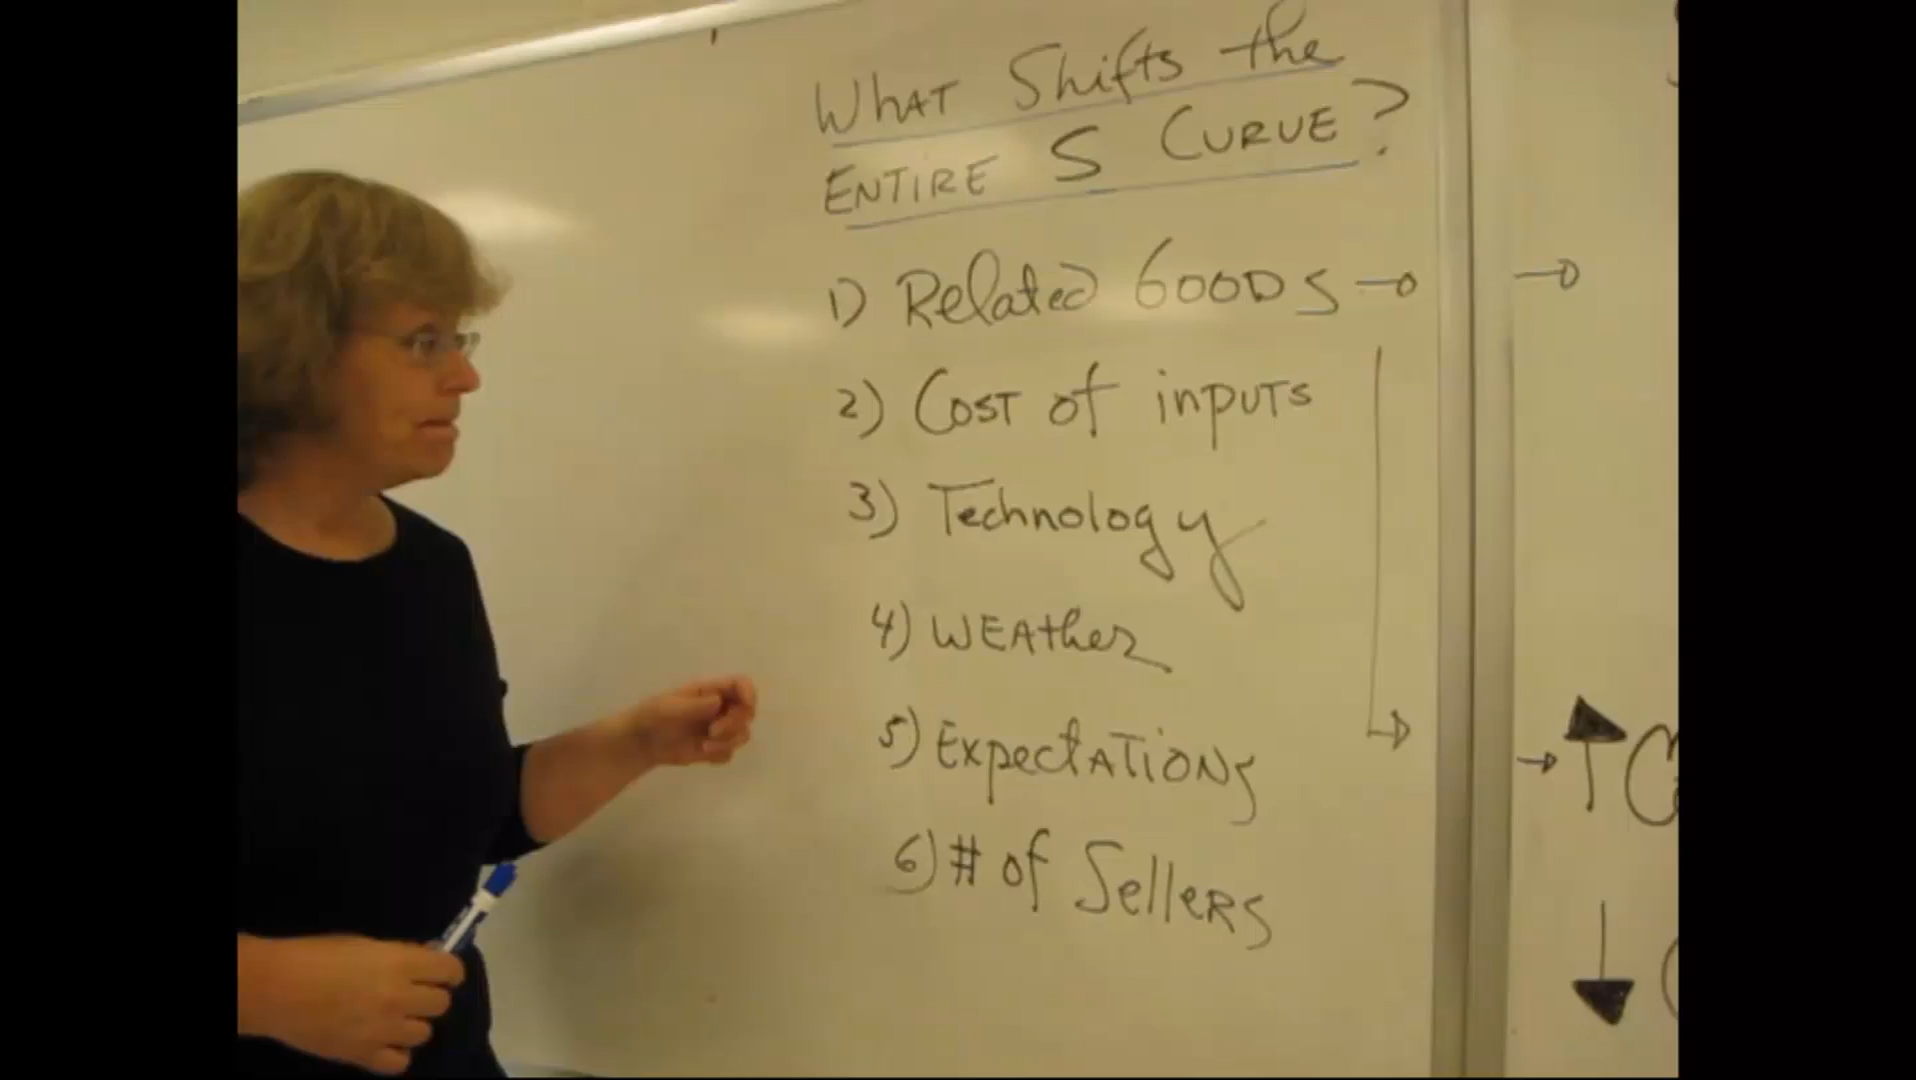 WHAT Shifts the
ENTIRE S CURVE?
1) Related GOODS →
2) COST of inpuTs
3) Technology
4) WEAther
5) ExpectATiONS
6) # of SelleRS